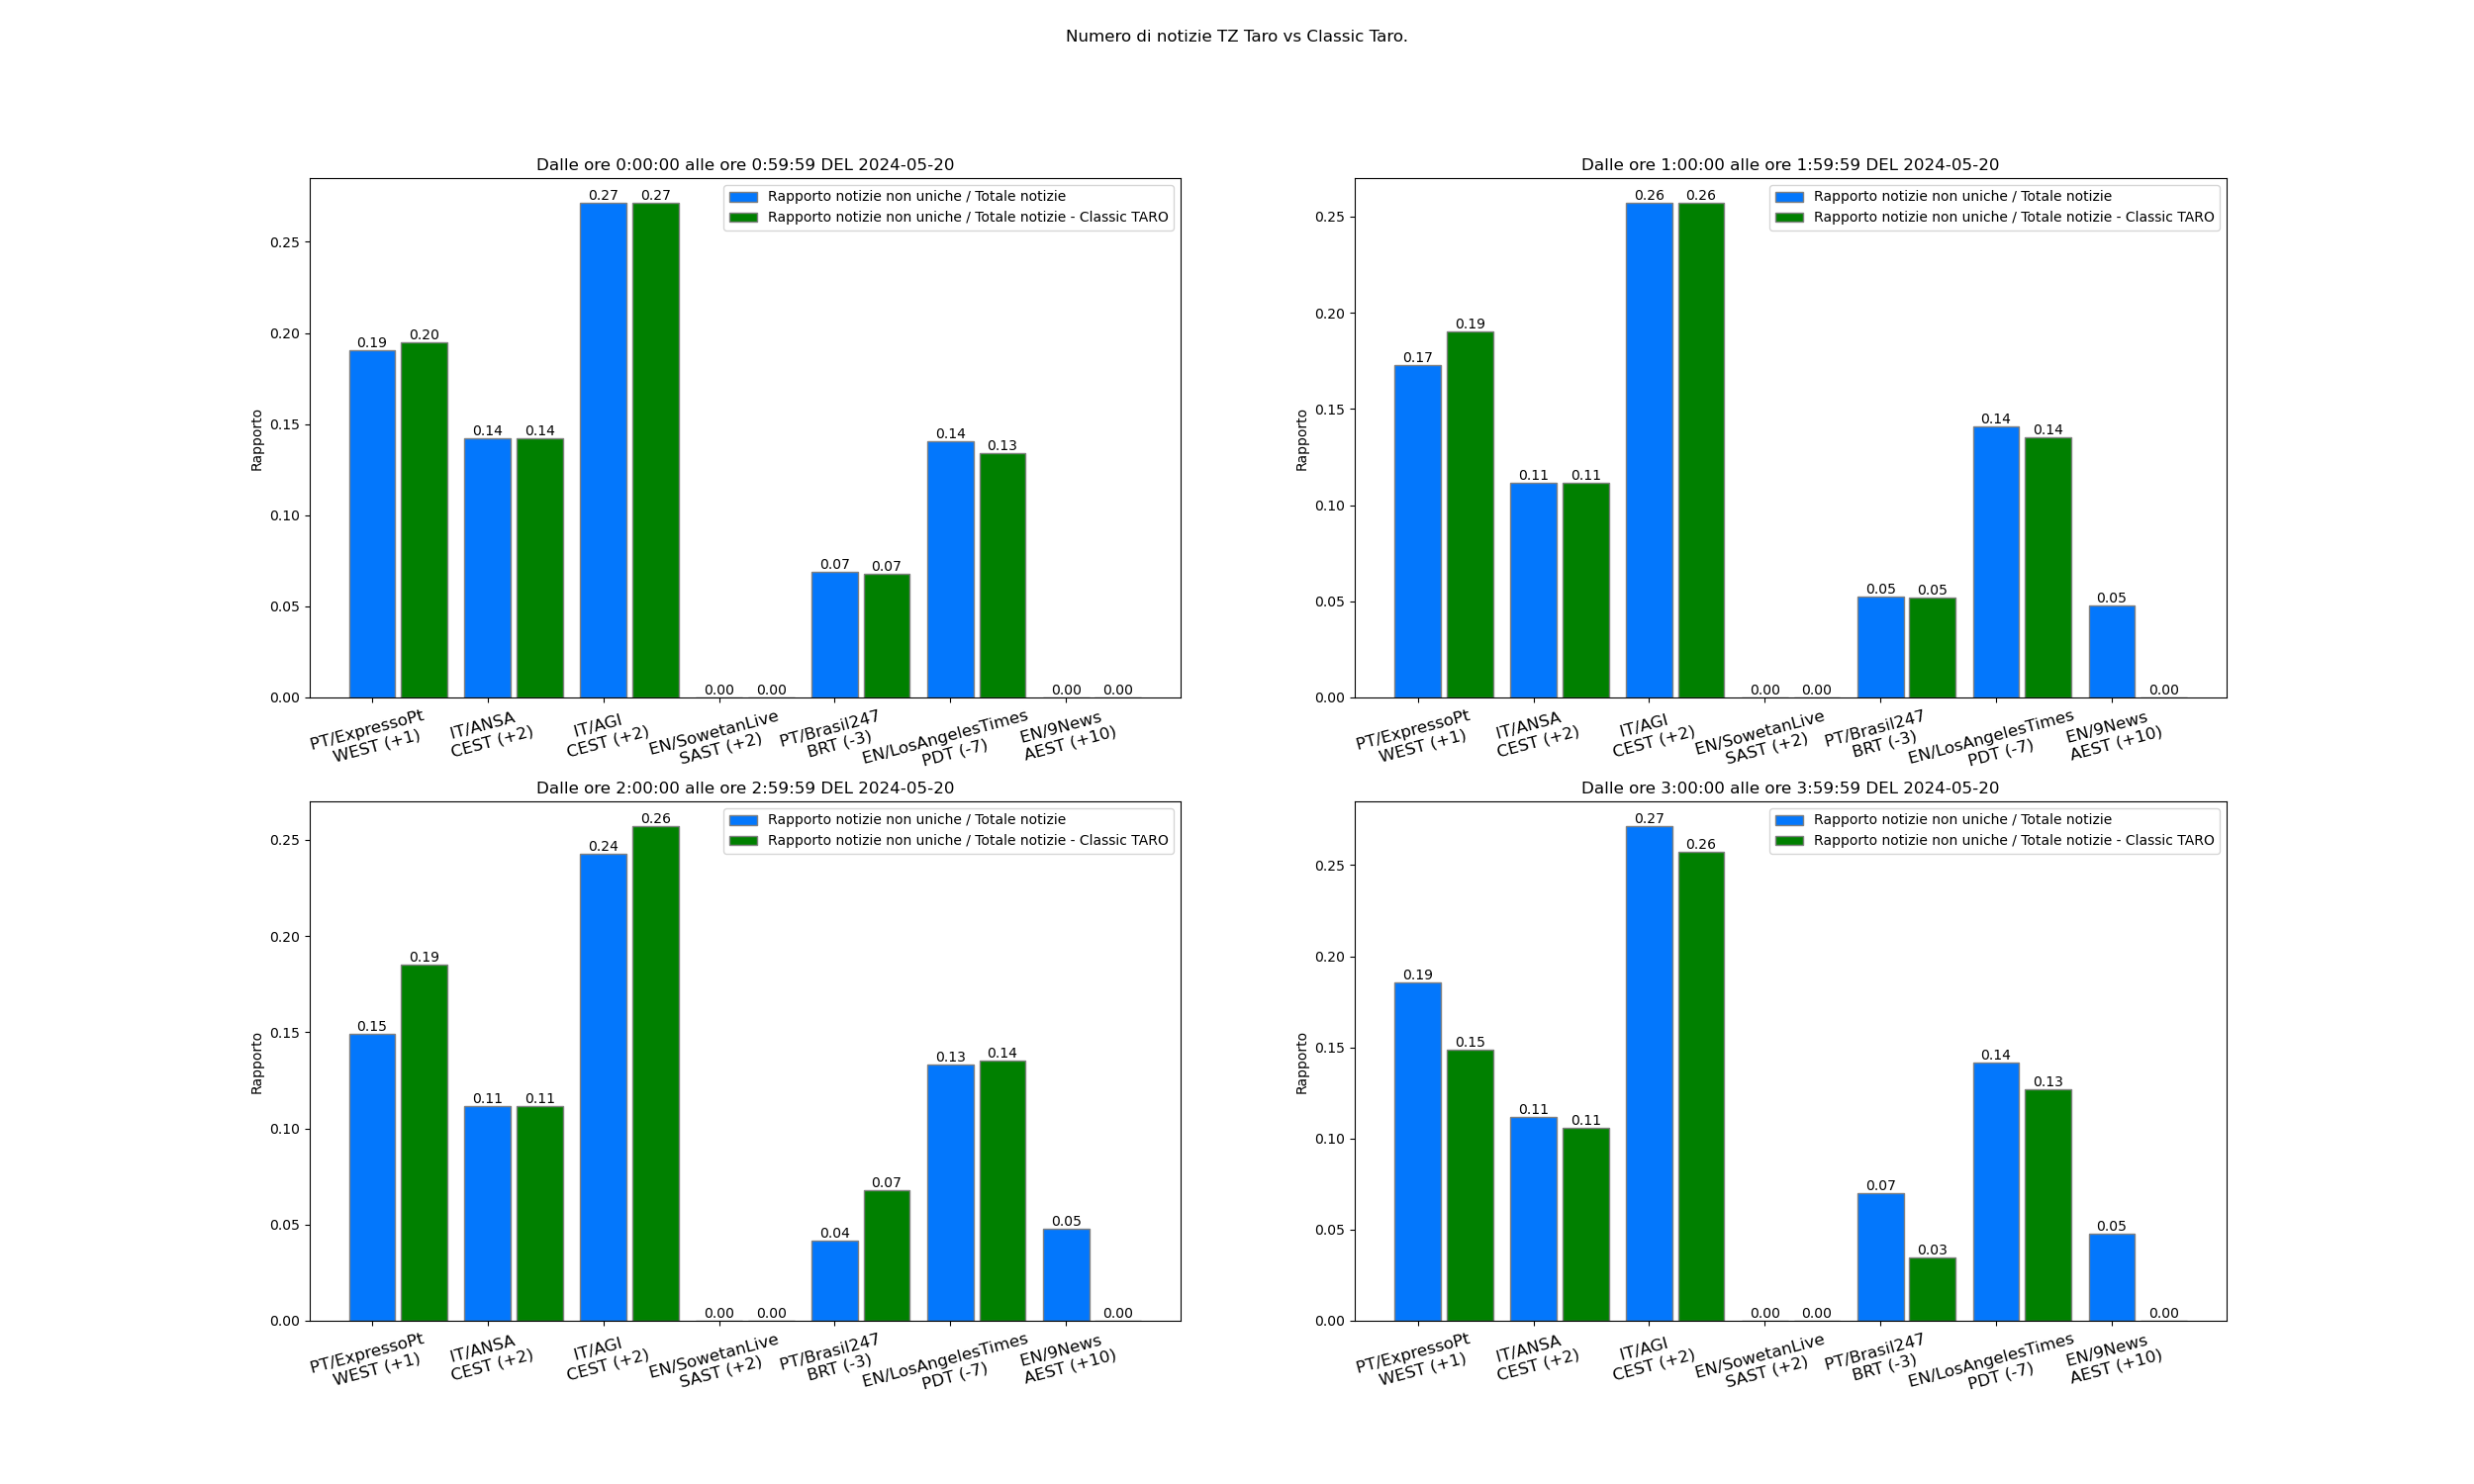 Numero di notizie TZ Taro vs Classic Taro.
Dalle ore 0:00:00 alle ore 0:59:59 DEL 2024-05-20
Rapporto notizie non uniche / Totale notizie
Rapporto notizie non uniche / Totale notizie - Classic TARO
Rapporto
0.25
0.20
0.15
0.10
0.05
0.00
0.19
0.20
0.14
0.14
0.27
0.27
0.00
0.00
0.07
0.07
0.14
0.13
0.00
0.00
PT/ExpressoPt
WEST (+1)
IT/ANSA
CEST (+2)
IT/AGI
CEST (+2)
EN/SowetanLive
SAST (+2)
PT/Brasil247
BRT (-3)
EN/LosAngelesTimes
PDT (-7)
EN/9News
AEST (+10)
Dalle ore 1:00:00 alle ore 1:59:59 DEL 2024-05-20
Rapporto notizie non uniche / Totale notizie
Rapporto notizie non uniche / Totale notizie - Classic TARO
Rapporto
0.25
0.20
0.15
0.10
0.05
0.00
0.17
0.19
0.11
0.11
0.26
0.26
0.00
0.00
0.05
0.05
0.14
0.14
0.05
0.00
PT/ExpressoPt
WEST (+1)
IT/ANSA
CEST (+2)
IT/AGI
CEST (+2)
EN/SowetanLive
SAST (+2)
PT/Brasil247
BRT (-3)
EN/LosAngelesTimes
PDT (-7)
EN/9News
AEST (+10)
Dalle ore 2:00:00 alle ore 2:59:59 DEL 2024-05-20
Rapporto notizie non uniche / Totale notizie
Rapporto notizie non uniche / Totale notizie - Classic TARO
Rapporto
0.25
0.20
0.15
0.10
0.05
0.00
0.15
0.19
0.11
0.11
0.24
0.26
0.00
0.00
0.04
0.07
0.13
0.14
0.05
0.00
PT/ExpressoPt
WEST (+1)
IT/ANSA
CEST (+2)
IT/AGI
CEST (+2)
EN/SowetanLive
SAST (+2)
PT/Brasil247
BRT (-3)
EN/LosAngelesTimes
PDT (-7)
EN/9News
AEST (+10)
Dalle ore 3:00:00 alle ore 3:59:59 DEL 2024-05-20
Rapporto notizie non uniche / Totale notizie
Rapporto notizie non uniche / Totale notizie - Classic TARO
Rapporto
0.25
0.20
0.15
0.10
0.05
0.00
0.19
0.15
0.11
0.11
0.27
0.26
0.00
0.00
0.07
0.03
0.14
0.13
0.05
0.00
PT/ExpressoPt
WEST (+1)
IT/ANSA
CEST (+2)
IT/AGI
CEST (+2)
EN/SowetanLive
SAST (+2)
PT/Brasil247
BRT (-3)
EN/LosAngelesTimes
PDT (-7)
EN/9News
AEST (+10)